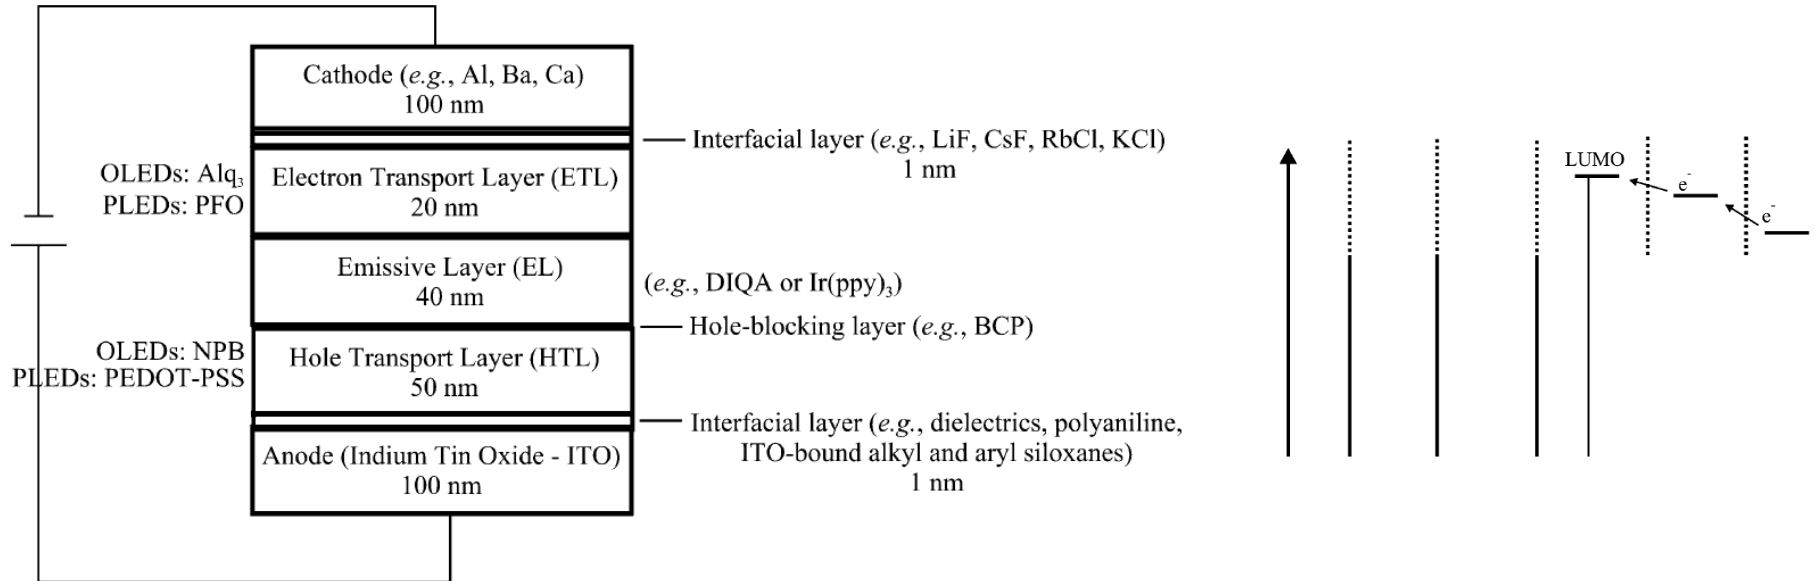 Cathode (e.g., Al, Ba, Ca)
100 nm
Interfacial layer (e.g., LiF, CsF, RbCl, KCl)
1 nm
OLEDs: Alq₃
PLEDs: PFO
Electron Transport Layer (ETL)
20 nm
Emissive Layer (EL)
40 nm
(e.g., DIQA or Ir(ppy)₃)
Hole-blocking layer (e.g., BCP)
OLEDs: NPB
PLEDs: PEDOT-PSS
Hole Transport Layer (HTL)
50 nm
Interfacial layer (e.g., dielectrics, polyaniline,
ITO-bound alkyl and aryl siloxanes)
1 nm
Anode (Indium Tin Oxide - ITO)
100 nm
LUMO
e⁻
e⁻